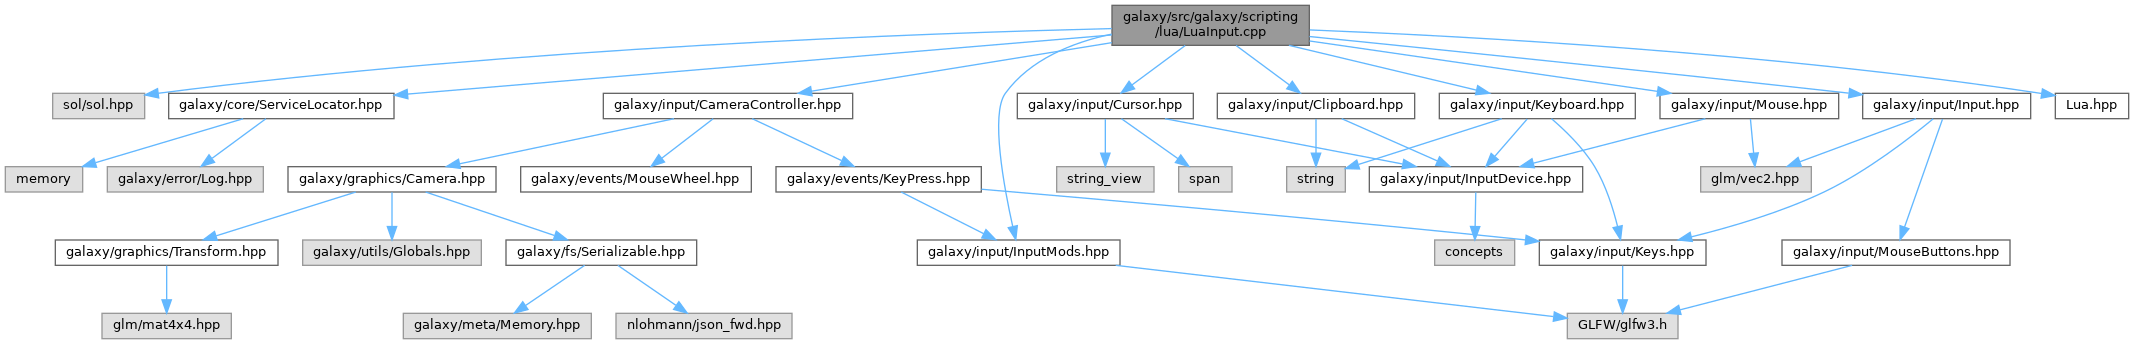 galaxy/src/galaxy/scripting
/lua/LuaInput.cpp
sol/sol.hpp
galaxy/core/ServiceLocator.hpp
galaxy/input/CameraController.hpp
galaxy/input/Cursor.hpp
galaxy/input/Clipboard.hpp
galaxy/input/Keyboard.hpp
galaxy/input/Mouse.hpp
galaxy/input/Input.hpp
Lua.hpp
memory
galaxy/error/Log.hpp
galaxy/graphics/Camera.hpp
galaxy/events/MouseWheel.hpp
galaxy/events/KeyPress.hpp
string_view
span
string
galaxy/input/InputDevice.hpp
glm/vec2.hpp
galaxy/graphics/Transform.hpp
galaxy/utils/Globals.hpp
galaxy/fs/Serializable.hpp
galaxy/input/InputMods.hpp
concepts
galaxy/input/Keys.hpp
galaxy/input/MouseButtons.hpp
glm/mat4x4.hpp
galaxy/meta/Memory.hpp
nlohmann/json_fwd.hpp
GLFW/glfw3.h